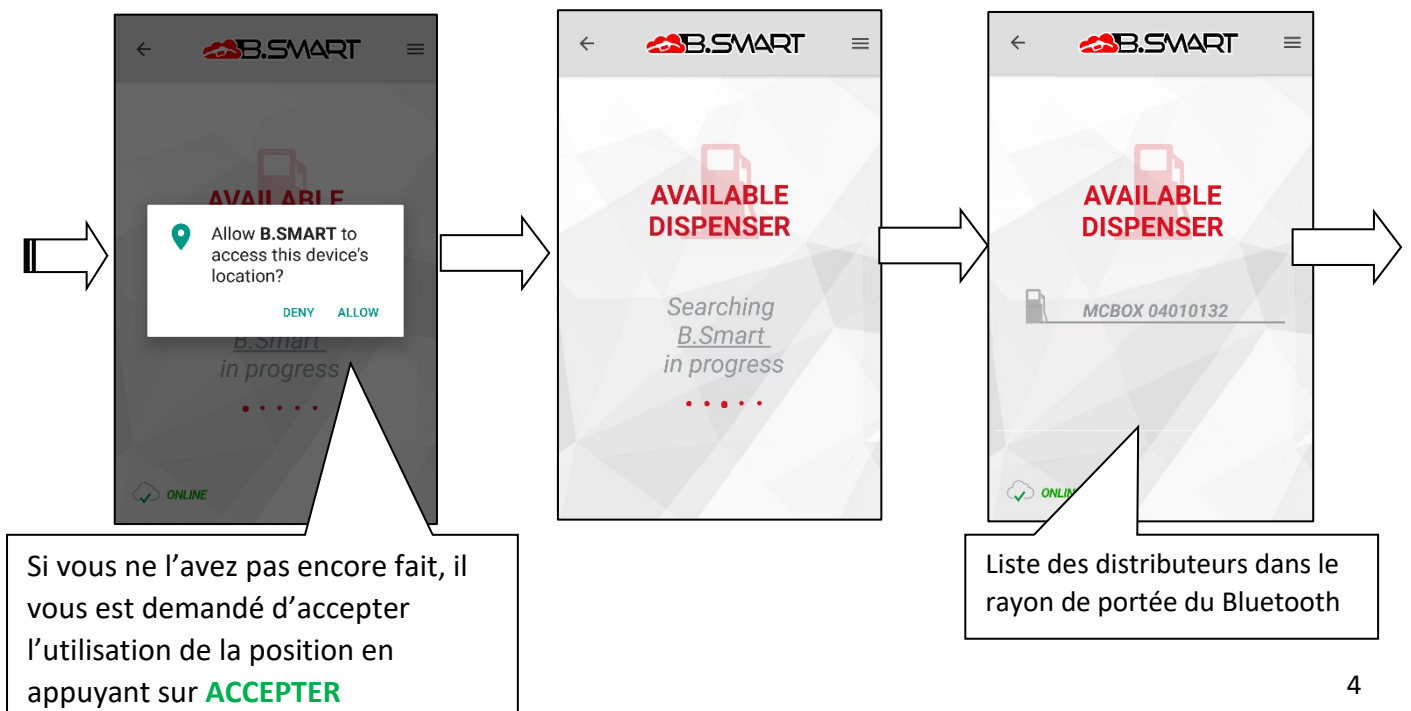 B.SMART
AVAILABLE
Allow B.SMART to
access this device's
location?
DENY ALLOW
B.Smart
in progress
ONLINE
Si vous ne l’avez pas encore fait, il
vous est demandé d’accepter
l’utilisation de la position en
appuyant sur ACCEPTER
B.SMART
AVAILABLE
DISPENSER
Searching
B.Smart
in progress
B.SMART
AVAILABLE
DISPENSER
MCBOX 04010132
ONLIN
Liste des distributeurs dans le
rayon de portée du Bluetooth
4